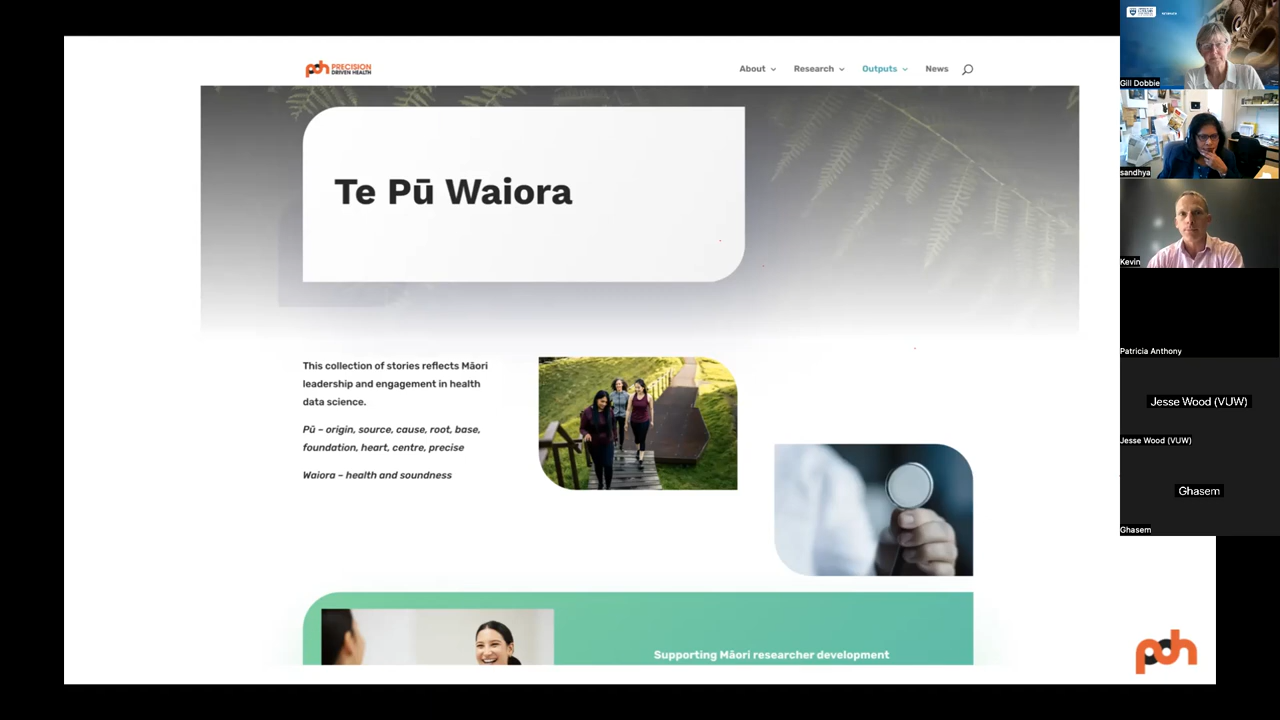 PRECISION
DRIVEN HEALTH
About
Research
Outputs
News
Te Pū Waiora
This collection of stories reflects Māori
leadership and engagement in health
data science.
Pū – origin, source, cause, root, base,
foundation, heart, centre, precise
Waiora – health and soundness
Supporting Māori researcher development
Gill Dobbie
sandhya
Kevin
Patricia Anthony
Jesse Wood (VUW)
Jesse Wood (VUW)
Ghasem
Ghasem